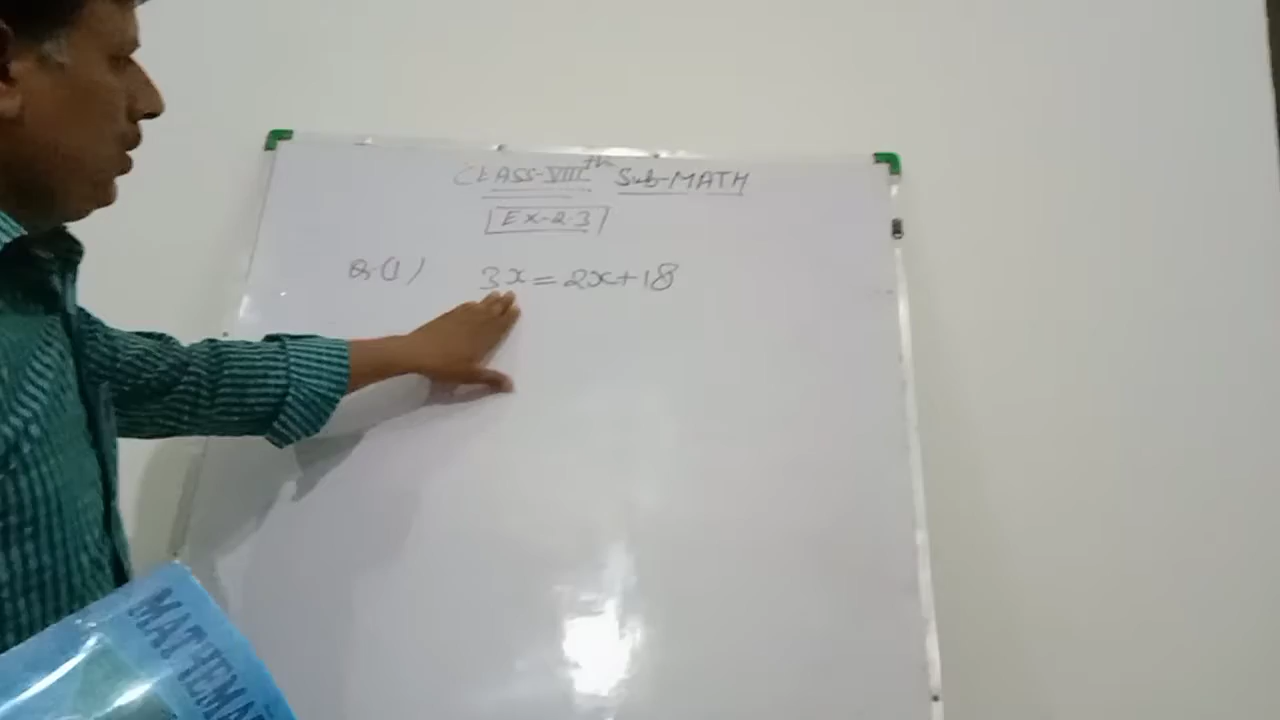 CLASS-VIIIth Sub-MATH
Ex-2.3
Q.(1) 3x=2x+18
MATHEMA